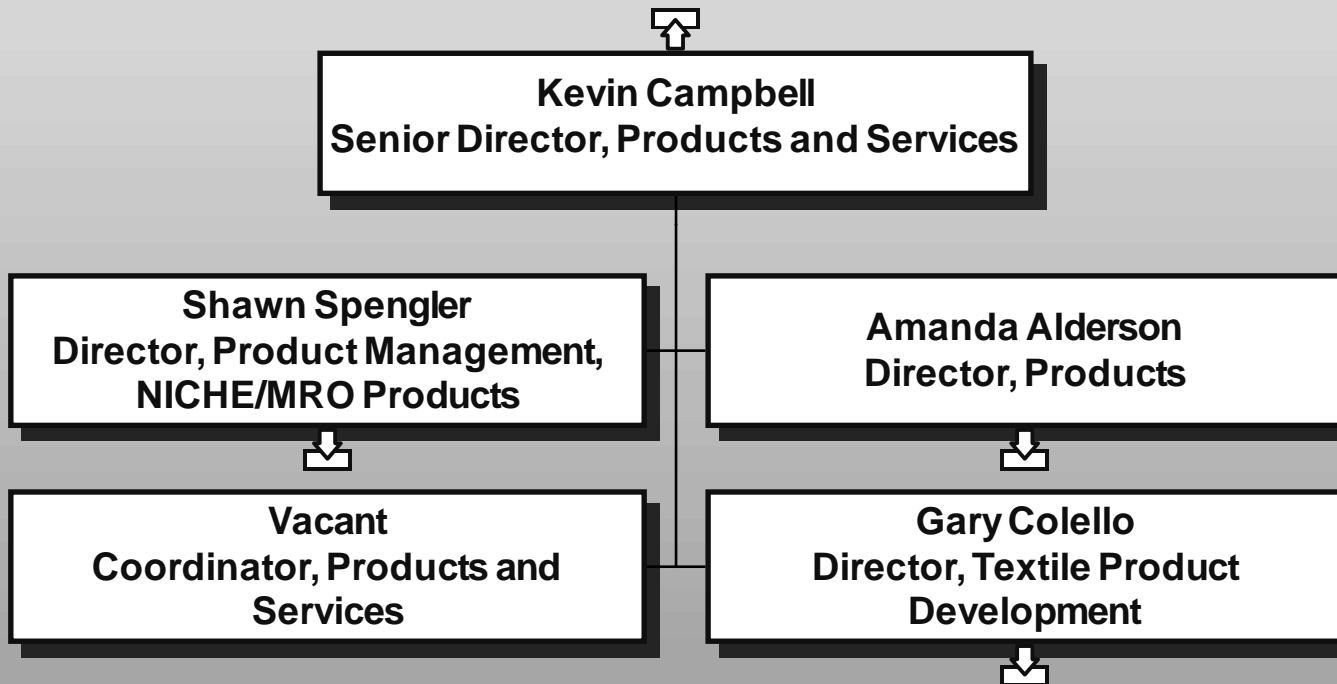 Kevin Campbell
Senior Director, Products and Services
Shawn Spengler
Director, Product Management,
NICHE/MRO Products
Amanda Alderson
Director, Products
Vacant
Coordinator, Products and
Services
Gary Colello
Director, Textile Product
Development